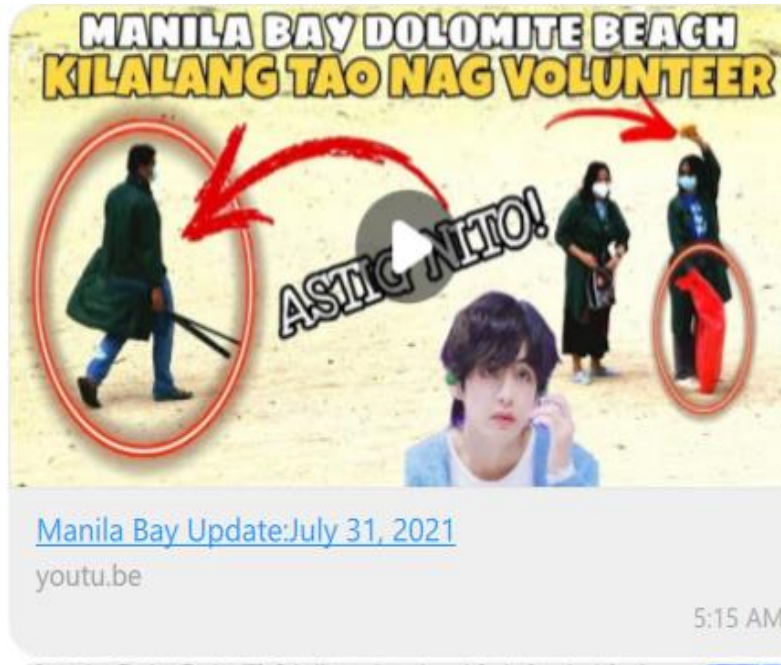 MANILA BAY DOLOMITE BEACH
KILALANG TAO NAG VOLUNTEER
ASTIG NITO!
Manila Bay Update:July 31, 2021
youtu.be
5:15 AM